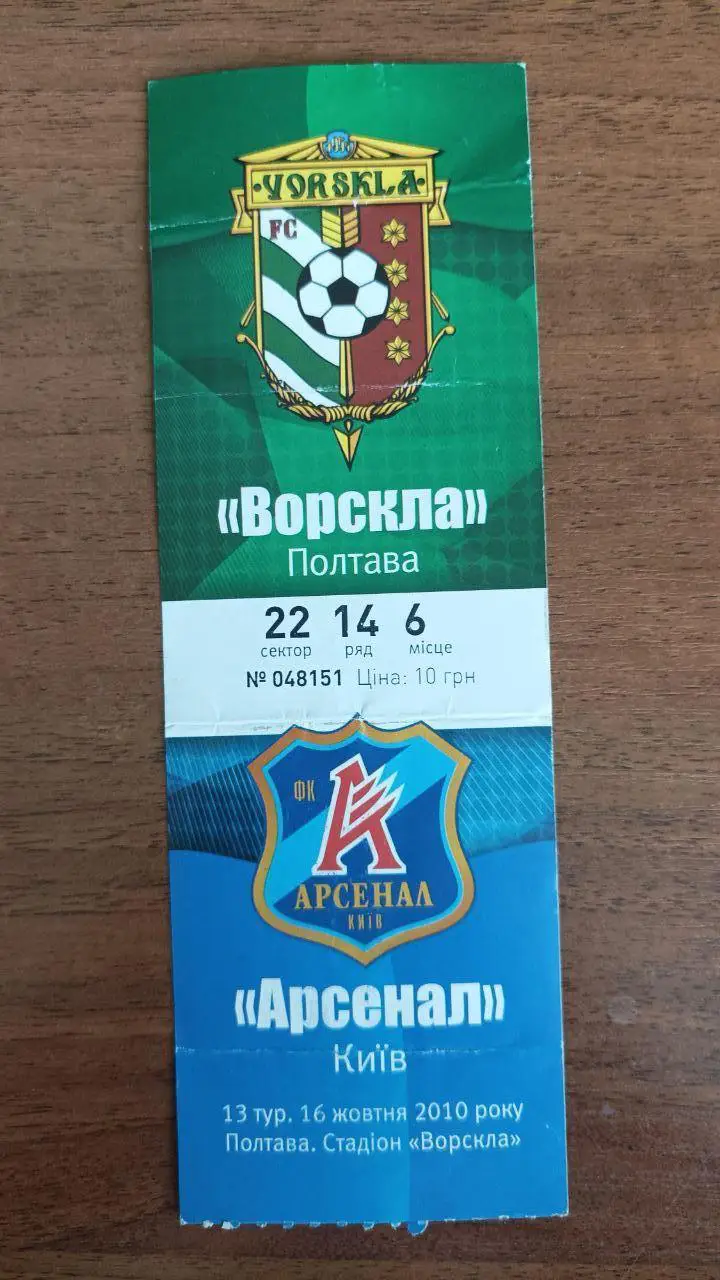 VORSKLA
FC
«Ворскла»
Полтава
22 14 6
сектор ряд місце
№ 048151 Ціна: 10 грн
ФК
АРСЕНАЛ
КИЇВ
«Арсенал»
Київ
13 тур. 16 жовтня 2010 року
Полтава. Стадіон «Ворскла»